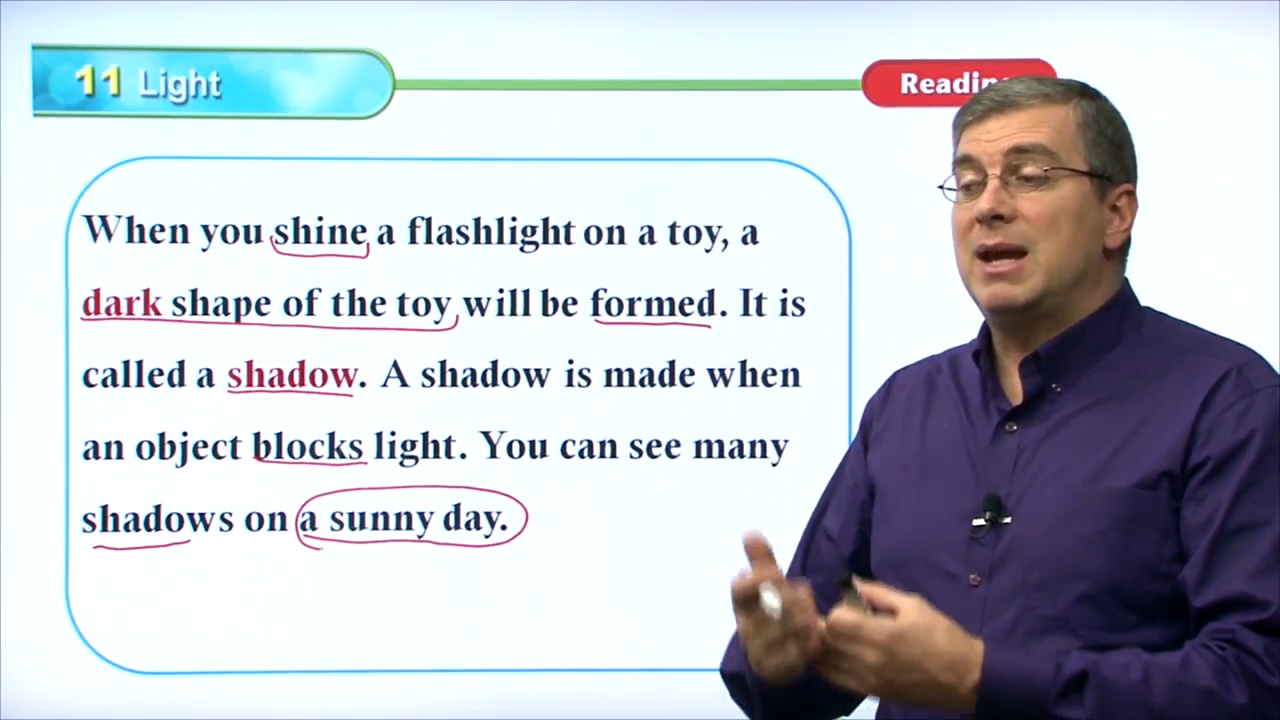 11 Light
When you shine a flashlight on a toy, a
dark shape of the toy will be formed. It is
called a shadow. A shadow is made when
an object blocks light. You can see many
shadows on a sunny day.